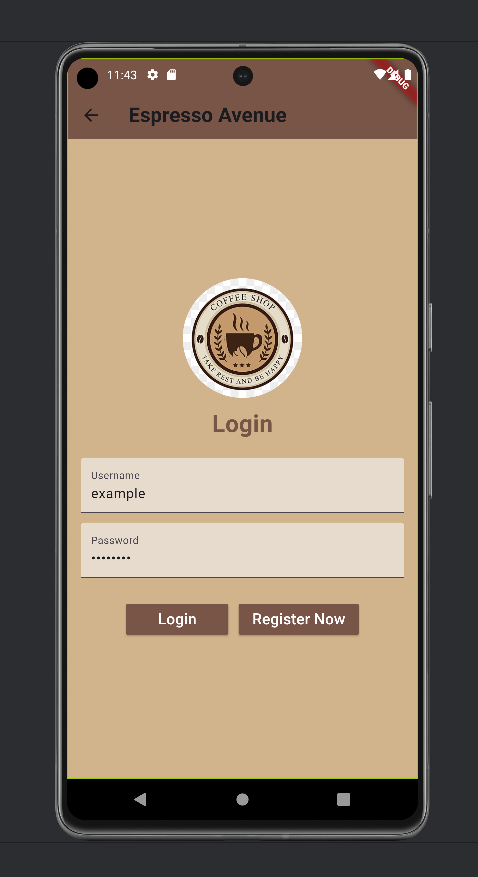 11:43
DEBUG
Espresso Avenue
COFFEE SHOP
TAKE REST AND BE HAPPY
Login
Username
example
Password
••••••••
Login
Register Now